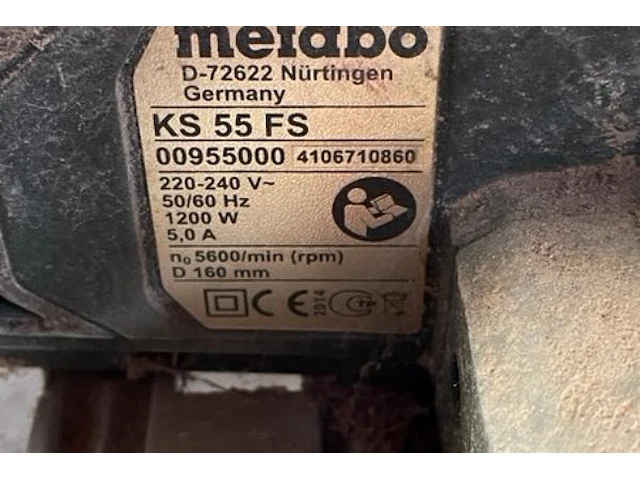 metabo
D-72622 Nürtingen
Germany
KS 55 FS
00955000 4106710860
220-240 V~
50/60 Hz
1200 W
5,0 A
n₀ 5600/min (rpm)
D 160 mm
CE 2014